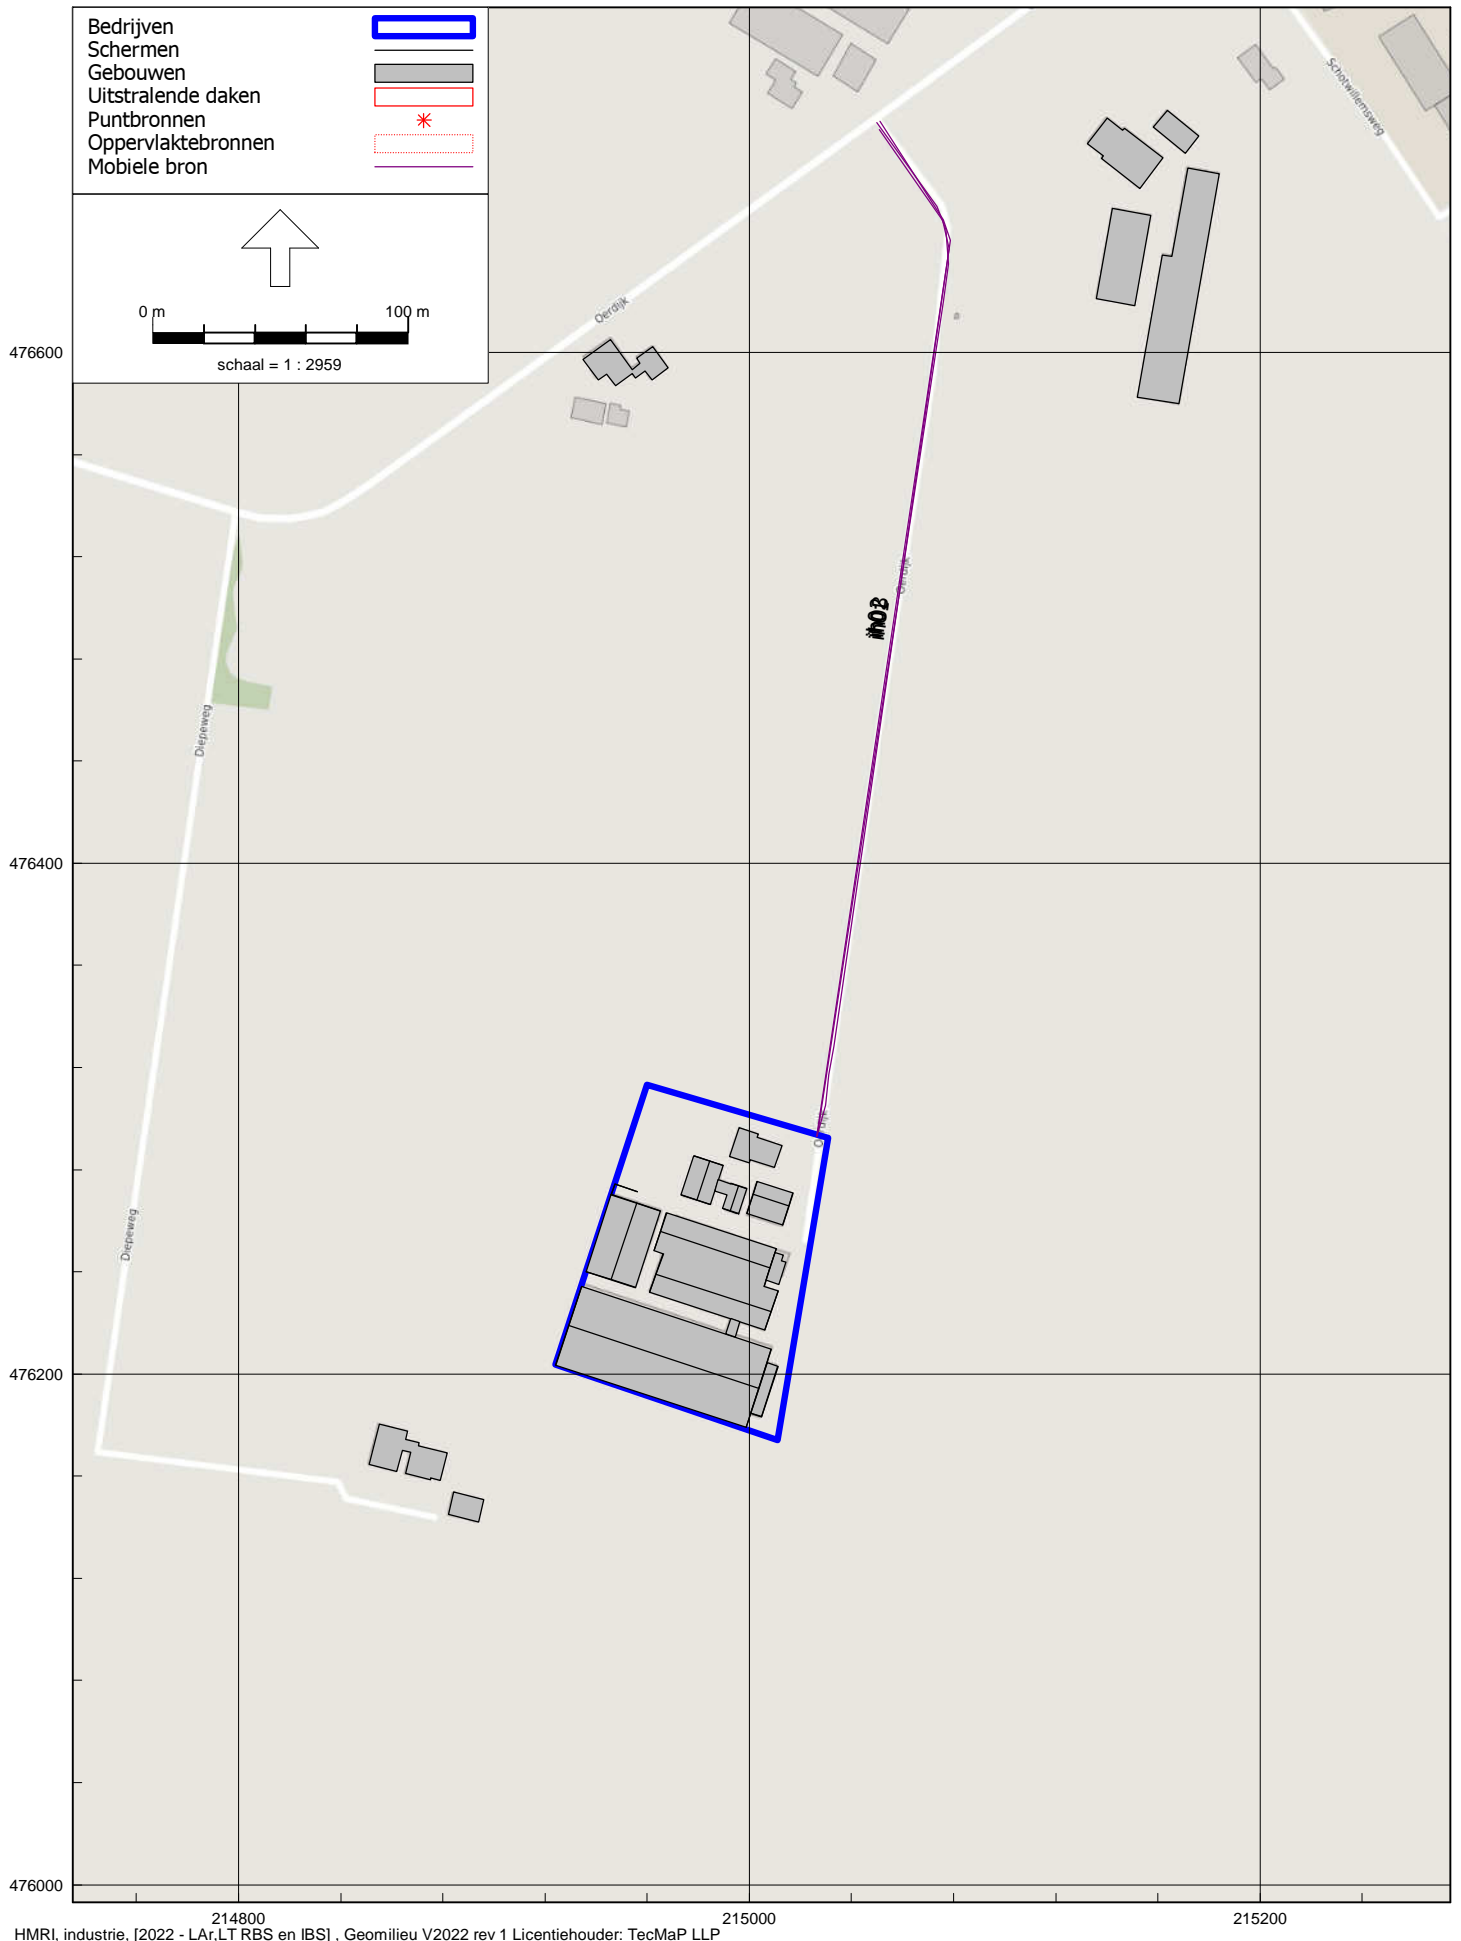 Bedrijven
Schermen
Gebouwen
Uitstralende daken
Puntbronnen
Oppervlaktebronnen
Mobiele bron
0 m 100 m
schaal = 1 : 2959
Schotwillemsweg
Oerdijk
476600
Oerdijk
Diepeweg
476400
Diepeweg
476200
476000
214800 215000 215200
HMRI, industrie, [2022 - LAr,LT RBS en IBS] , Geomilieu V2022 rev 1 Licentiehouder: TecMaP LLP